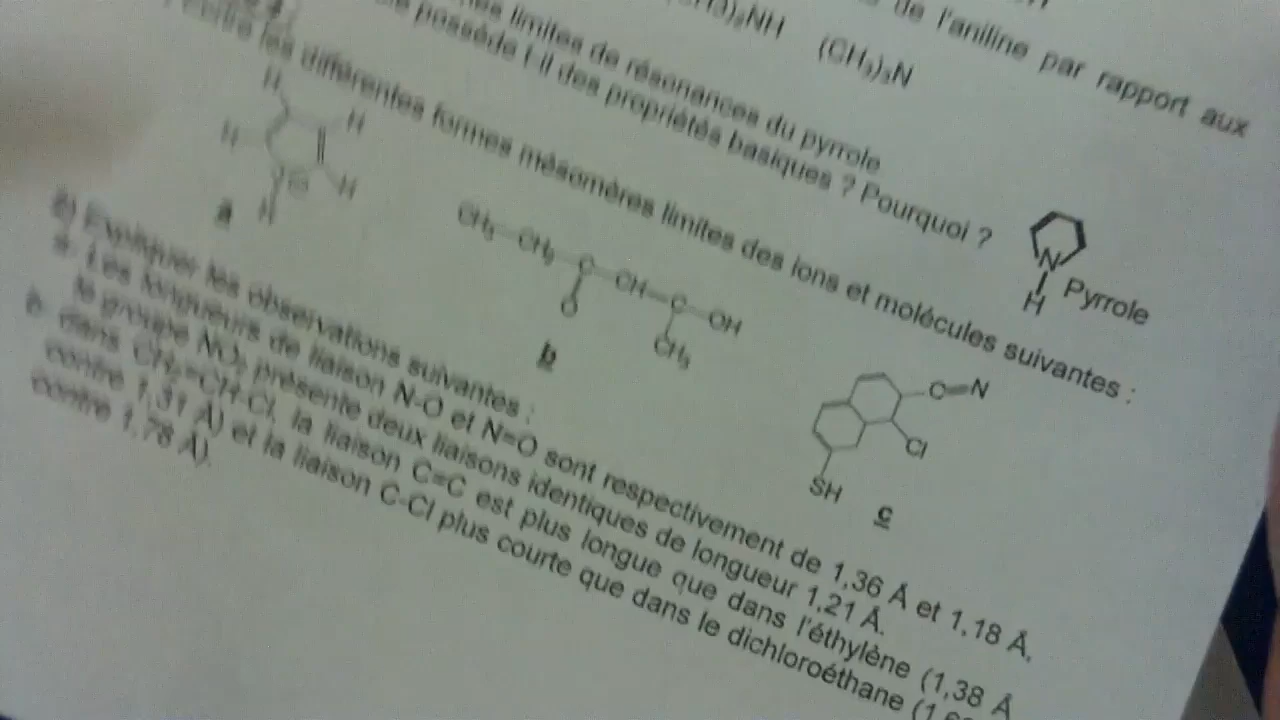 de l'aniline par rapport aux
NH (CH₃)₃N
limites de résonances du pyrrole
possède t-il des propriétés basiques ? Pourquoi ?
N
H
Pyrrole
les différentes formes mésomères limites des ions et molécules suivantes :
H
H
H
H
H
a
CH₃ CH₂ C CH C OH
O
CH₃
b
C N
Cl
SH
c
Expliquer les observations suivantes :
a- Les longueurs de liaison N-O et N=O sont respectivement de 1,36 Å et 1,18 Å.
le groupe NO₂ présente deux liaisons identiques de longueur 1,21 Å.
dans CH₂=CH-Cl, la liaison C=C est plus longue que dans l'éthylène (1,38 Å
contre 1,31 Å) et la liaison C-Cl plus courte que dans le dichloroéthane
contre 1,78 Å).